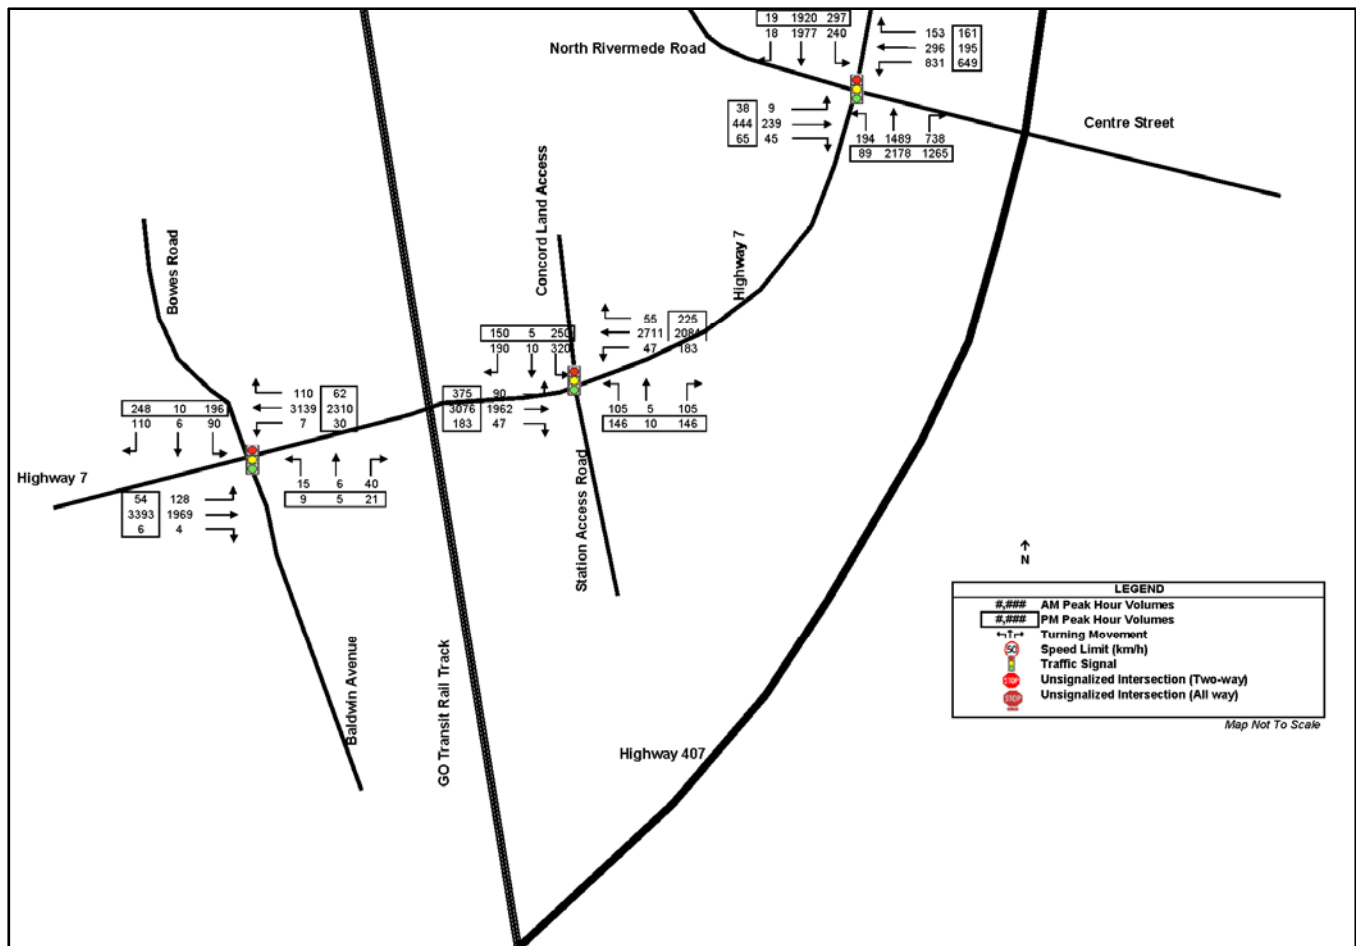 19 1920 297
18 1977 240
153 161
296 195
831 649
North Rivermede Road
38 9
444 239
65 45
194 1489 738
89 2178 1265
Centre Street
Bowes Road
Concord Land Access
Highway 7
150 5 250
190 10 320
55 225
2711 2084
47 183
110 62
3139 2310
7 30
248 10 196
110 6 90
375 90
3076 1962
183 47
105 5 105
146 10 146
Highway 7
15 6 40
9 5 21
54 128
3393 1969
6 4
Station Access Road
Baldwin Avenue
GO Transit Rail Track
Highway 407
N
LEGEND
#,### AM Peak Hour Volumes
#,### PM Peak Hour Volumes
Turning Movement
50 Speed Limit (km/h)
Traffic Signal
STOP Unsignalized Intersection (Two-way)
STOP Unsignalized Intersection (All way)
Map Not To Scale